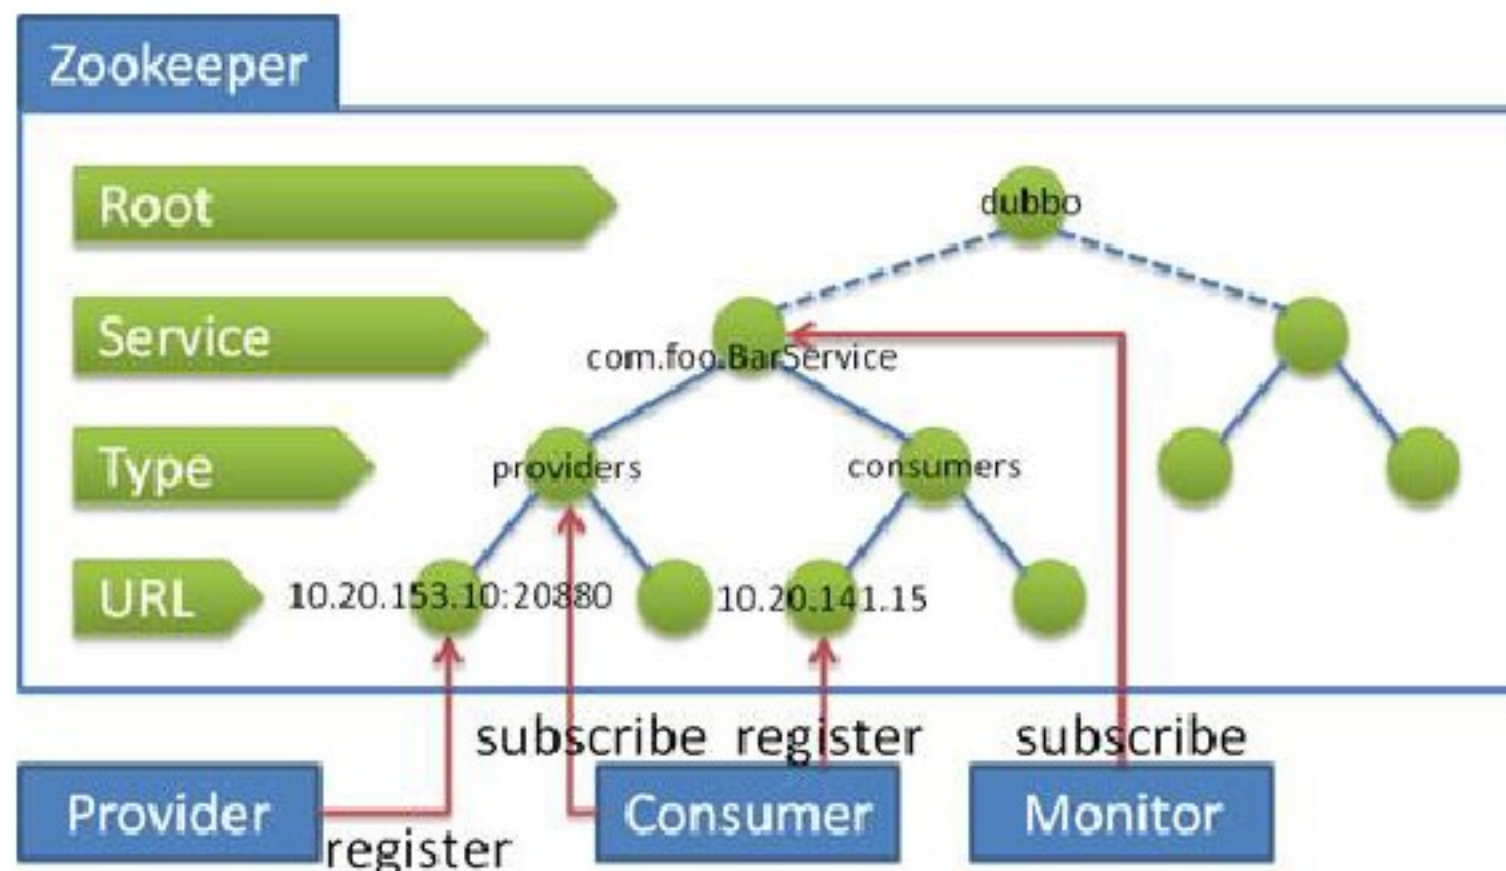 Zookeeper
Root
dubbo
Service
com.foo.BarService
Type
providers
consumers
URL
10.20.153.10:20880
10.20.141.15
subscribe
register
subscribe
Provider
Consumer
Monitor
register